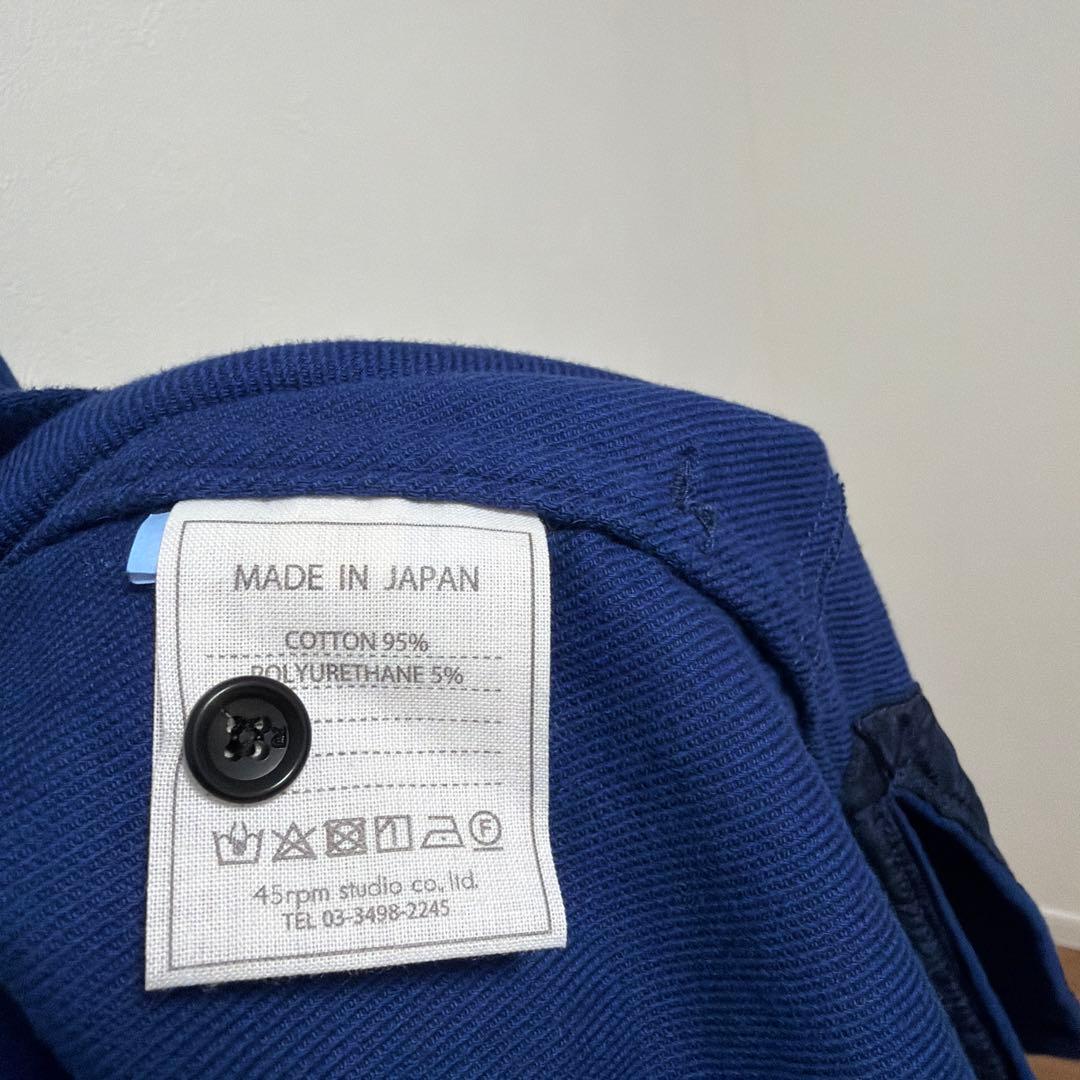 MADE IN JAPAN
COTTON 95%
POLYURETHANE 5%
F
45rpm studio co., ltd.
TEL 03-3498-2245